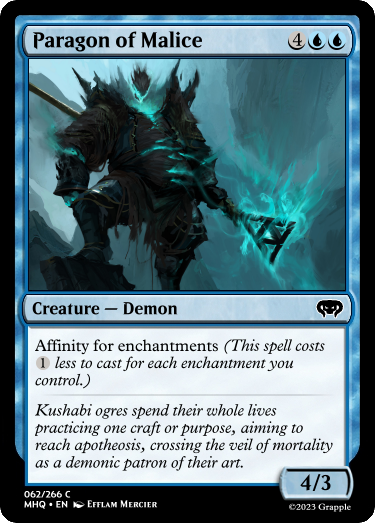 Paragon of Malice 4
Creature — Demon
Affinity for enchantments (This spell costs
1 less to cast for each enchantment you
control.)
Kushabi ogres spend their whole lives
practicing one craft or purpose, aiming to
reach apotheosis, crossing the veil of mortality
as a demonic patron of their art.
4/3
062/266 C
MHQ • EN Efflam Mercier
©2023 Grapple